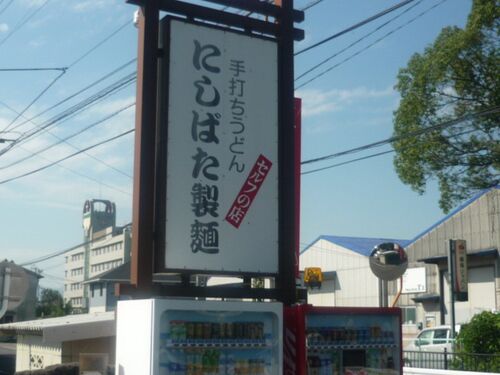 手打ちうどん
にしばた製麺
セルフの店